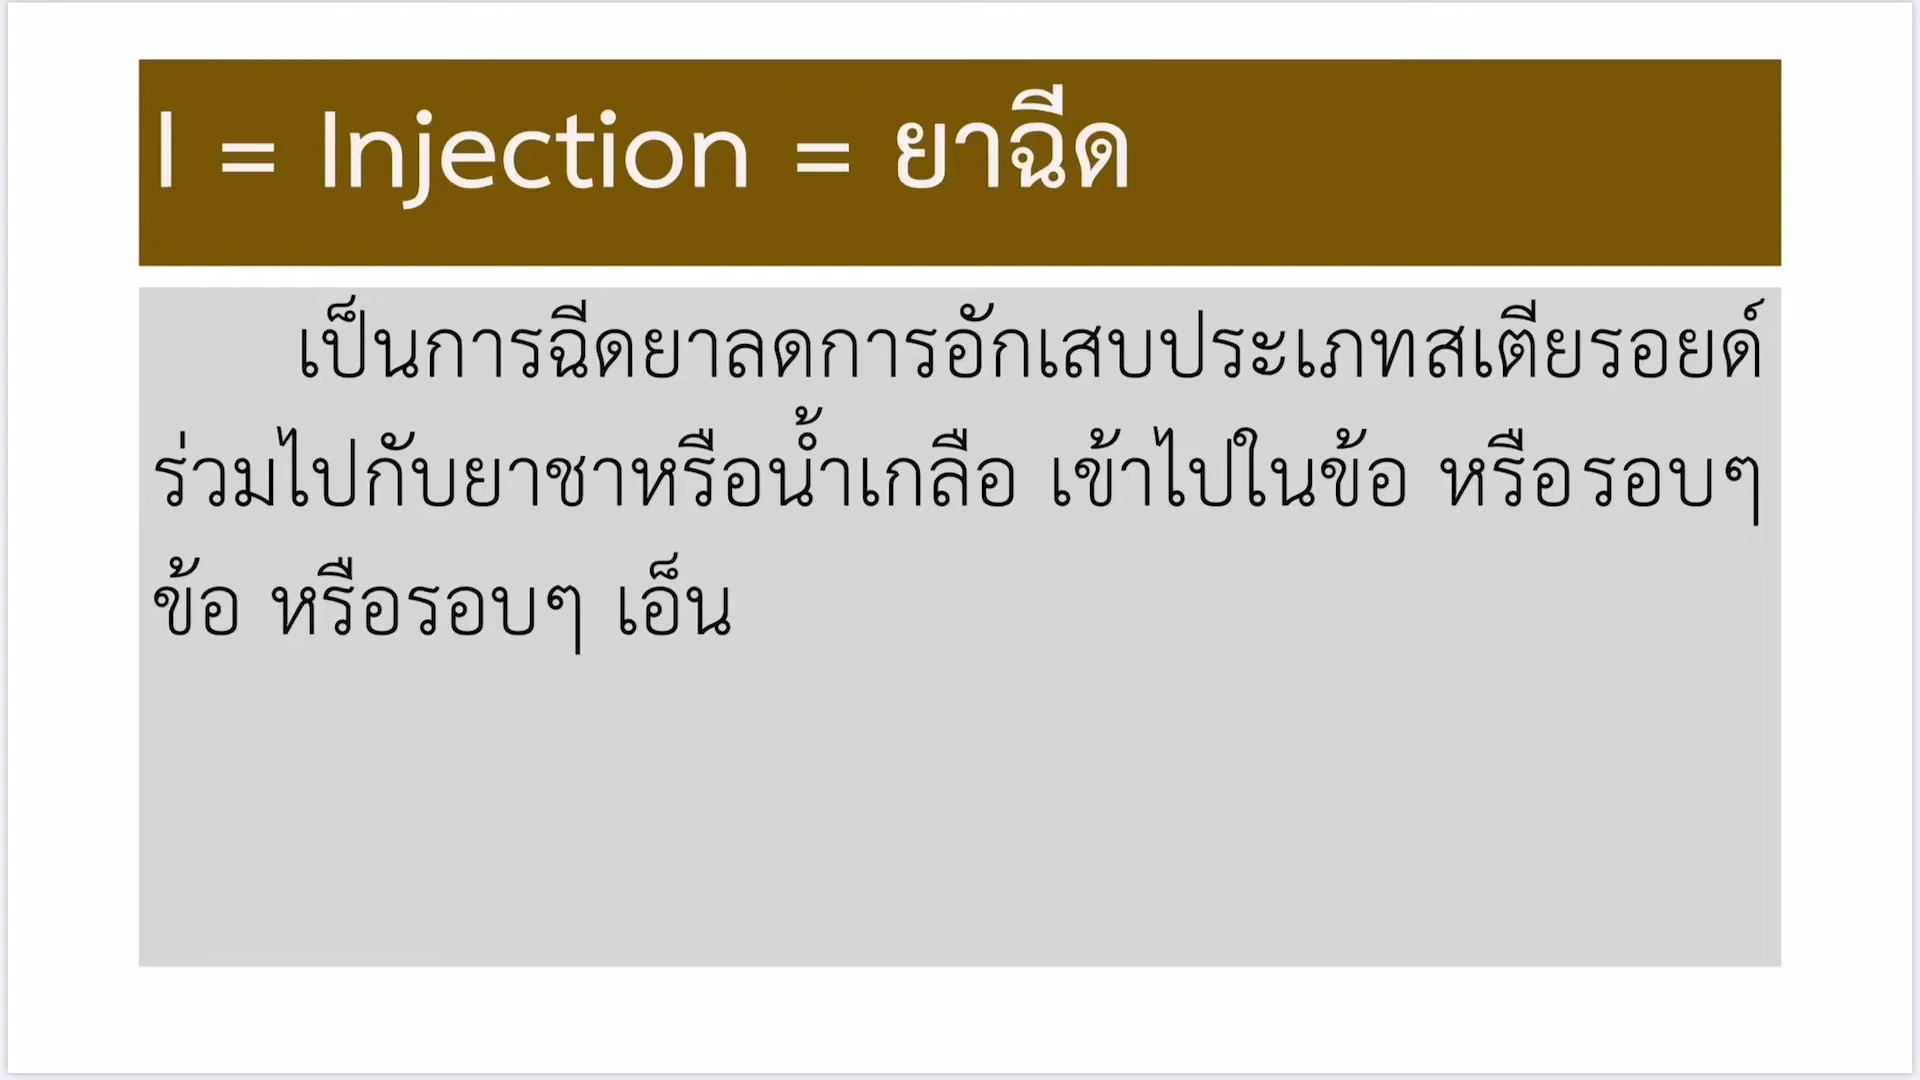 I = Injection = ยาฉีด
เป็นการฉีดยาลดการอักเสบประเภทสเตียรอยด์
ร่วมไปกับยาชาหรือน้ำเกลือ เข้าไปในข้อ หรือรอบๆ
ข้อ หรือรอบๆ เอ็น